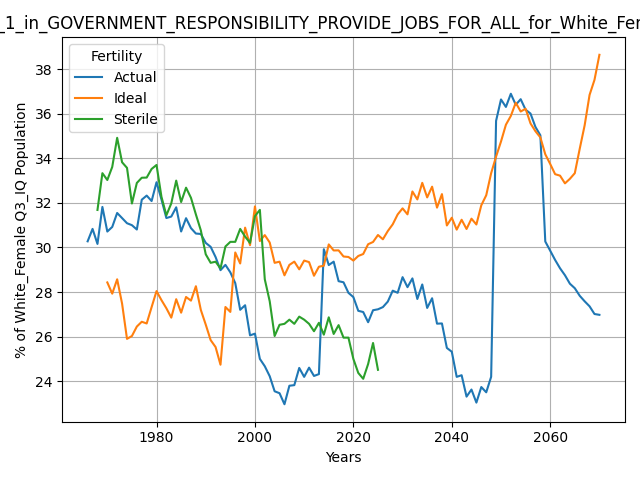 _1_in_GOVERNMENT_RESPONSIBILITY_PROVIDE_JOBS_FOR_ALL_for_White_Fer
Fertility
Actual
Ideal
Sterile
% of White_Female Q3_IQ Population
38
36
34
32
30
28
26
24
1980
2000
2020
2040
2060
Years